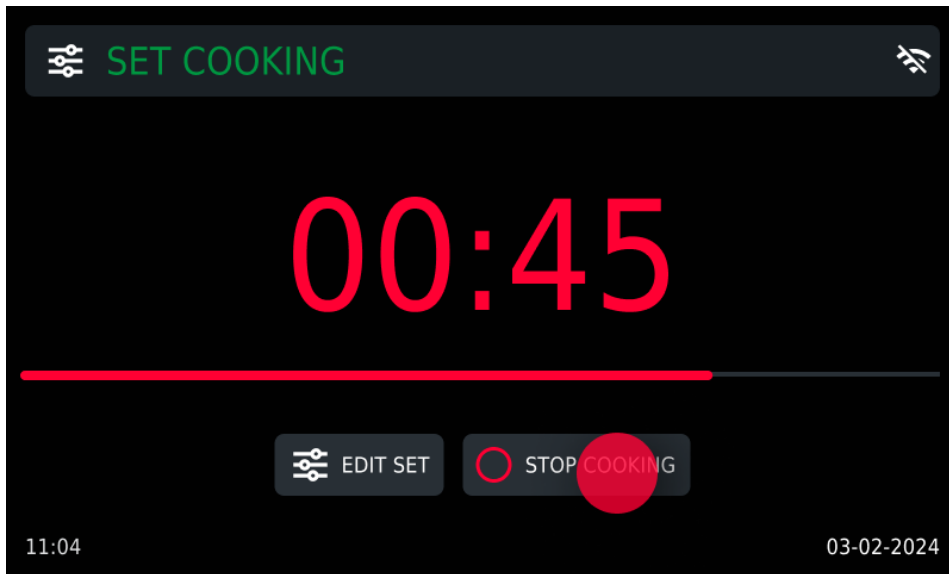 SET COOKING
00:45
EDIT SET
STOP COOKING
11:04
03-02-2024